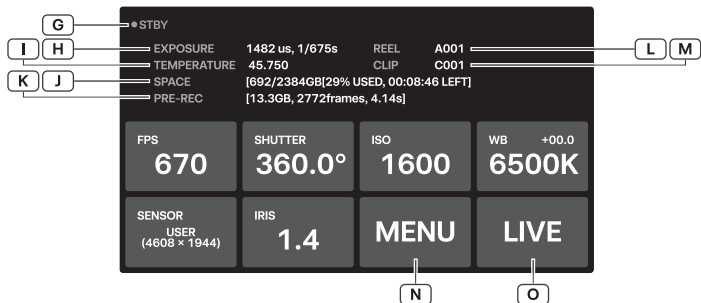 G
●STBY
I H EXPOSURE 1482 us, 1/675s REEL A001 L M
TEMPERATURE 45.750 CLIP C001
K J SPACE [692/2384GB[29% USED, 00:08:46 LEFT]
PRE-REC [13.3GB, 2772frames, 4.14s]
FPS SHUTTER ISO WB +00.0
670 360.0° 1600 6500K
SENSOR IRIS
USER
(4608 × 1944) 1.4 MENU LIVE
N O